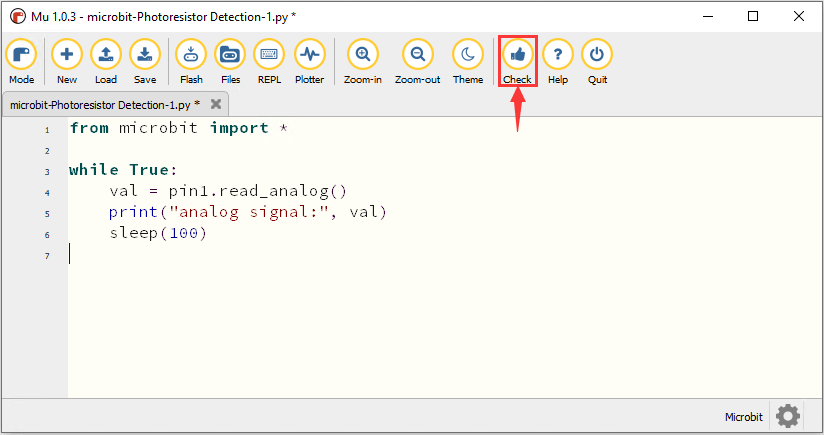 Mu 1.0.3 - microbit-Photoresistor Detection-1.py *
Mode New Load Save Flash Files REPL Plotter Zoom-in Zoom-out Theme Check Help Quit
microbit-Photoresistor Detection-1.py *
1 from microbit import *
2
3 while True:
4 val = pin1.read_analog()
5 print("analog signal:", val)
6 sleep(100)
7
Microbit